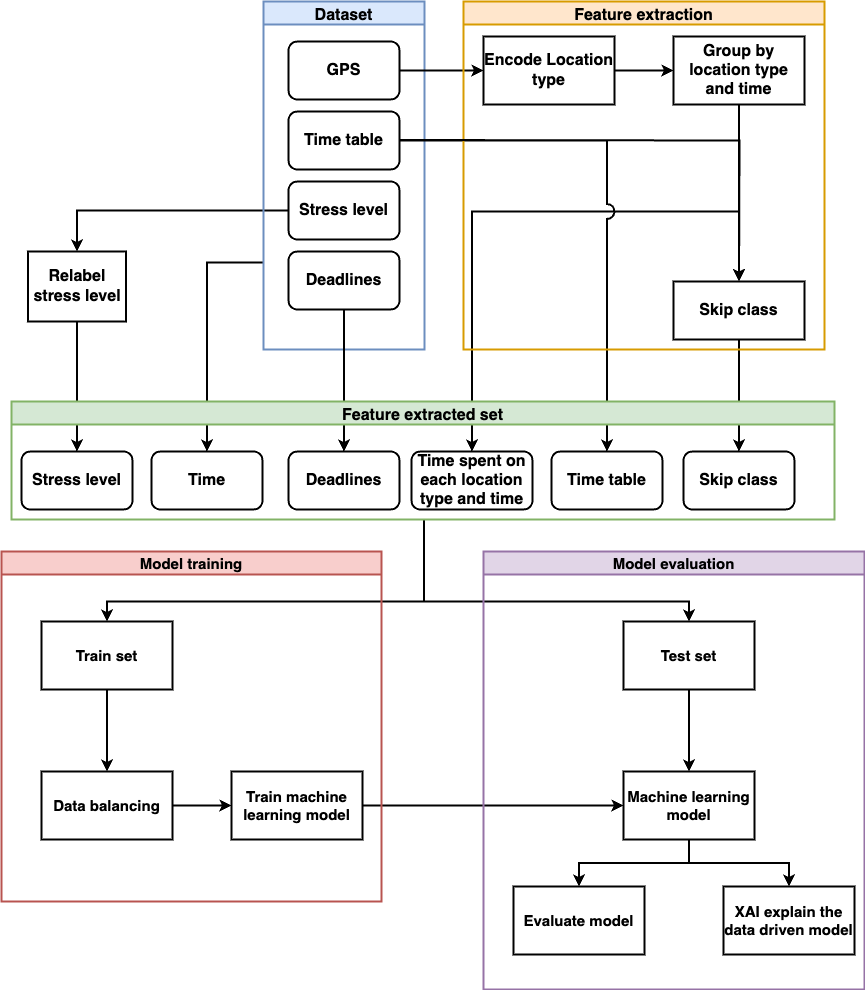 Dataset
Feature extraction
GPS
Encode Location
type
Group by
location type
and time
Time table
Stress level
Deadlines
Relabel
stress level
Skip class
Feature extracted set
Stress level
Time
Deadlines
Time spent on
each location
type and time
Time table
Skip class
Model training
Model evaluation
Train set
Test set
Data balancing
Train machine
learning model
Machine learning
model
Evaluate model
XAI explain the
data driven model